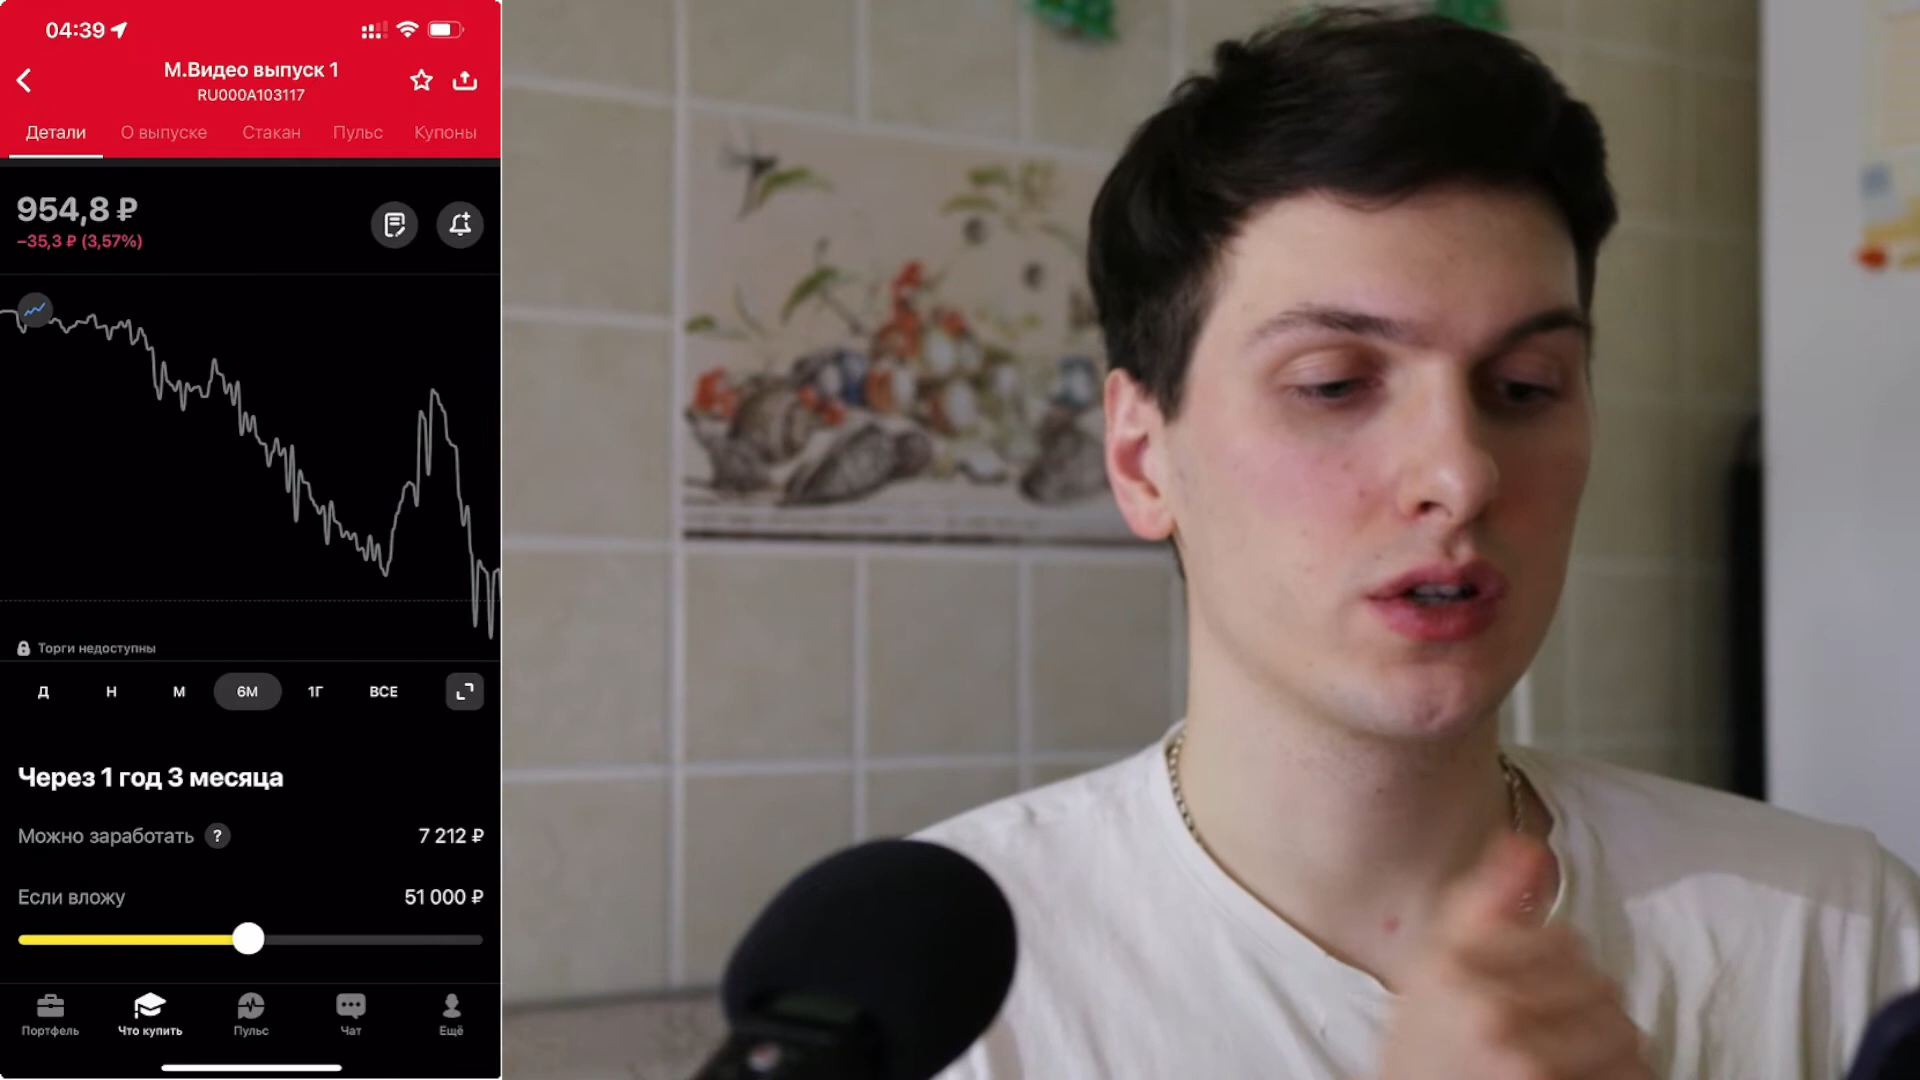 04:39
М.Видео выпуск 1
RU000A103117
Детали О выпуске Стакан Пульс Купоны
954,8 ₽
−35,3 ₽ (3,57%)
Торги недоступны
Д Н М 6М 1Г ВСЕ
Через 1 год 3 месяца
Можно заработать ? 7 212 ₽
Если вложу 51 000 ₽
Портфель Что купить Пульс Чат Ещё